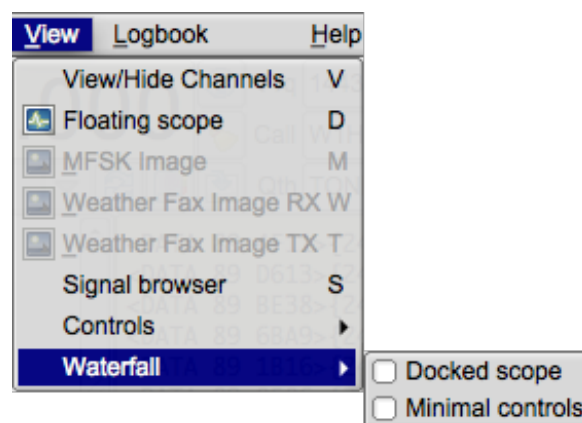 View Logbook Help
View/Hide Channels V
Floating scope D
MFSK Image M
Weather Fax Image RX W
Weather Fax Image TX T
Signal browser S
Controls
Waterfall
Docked scope
Minimal controls